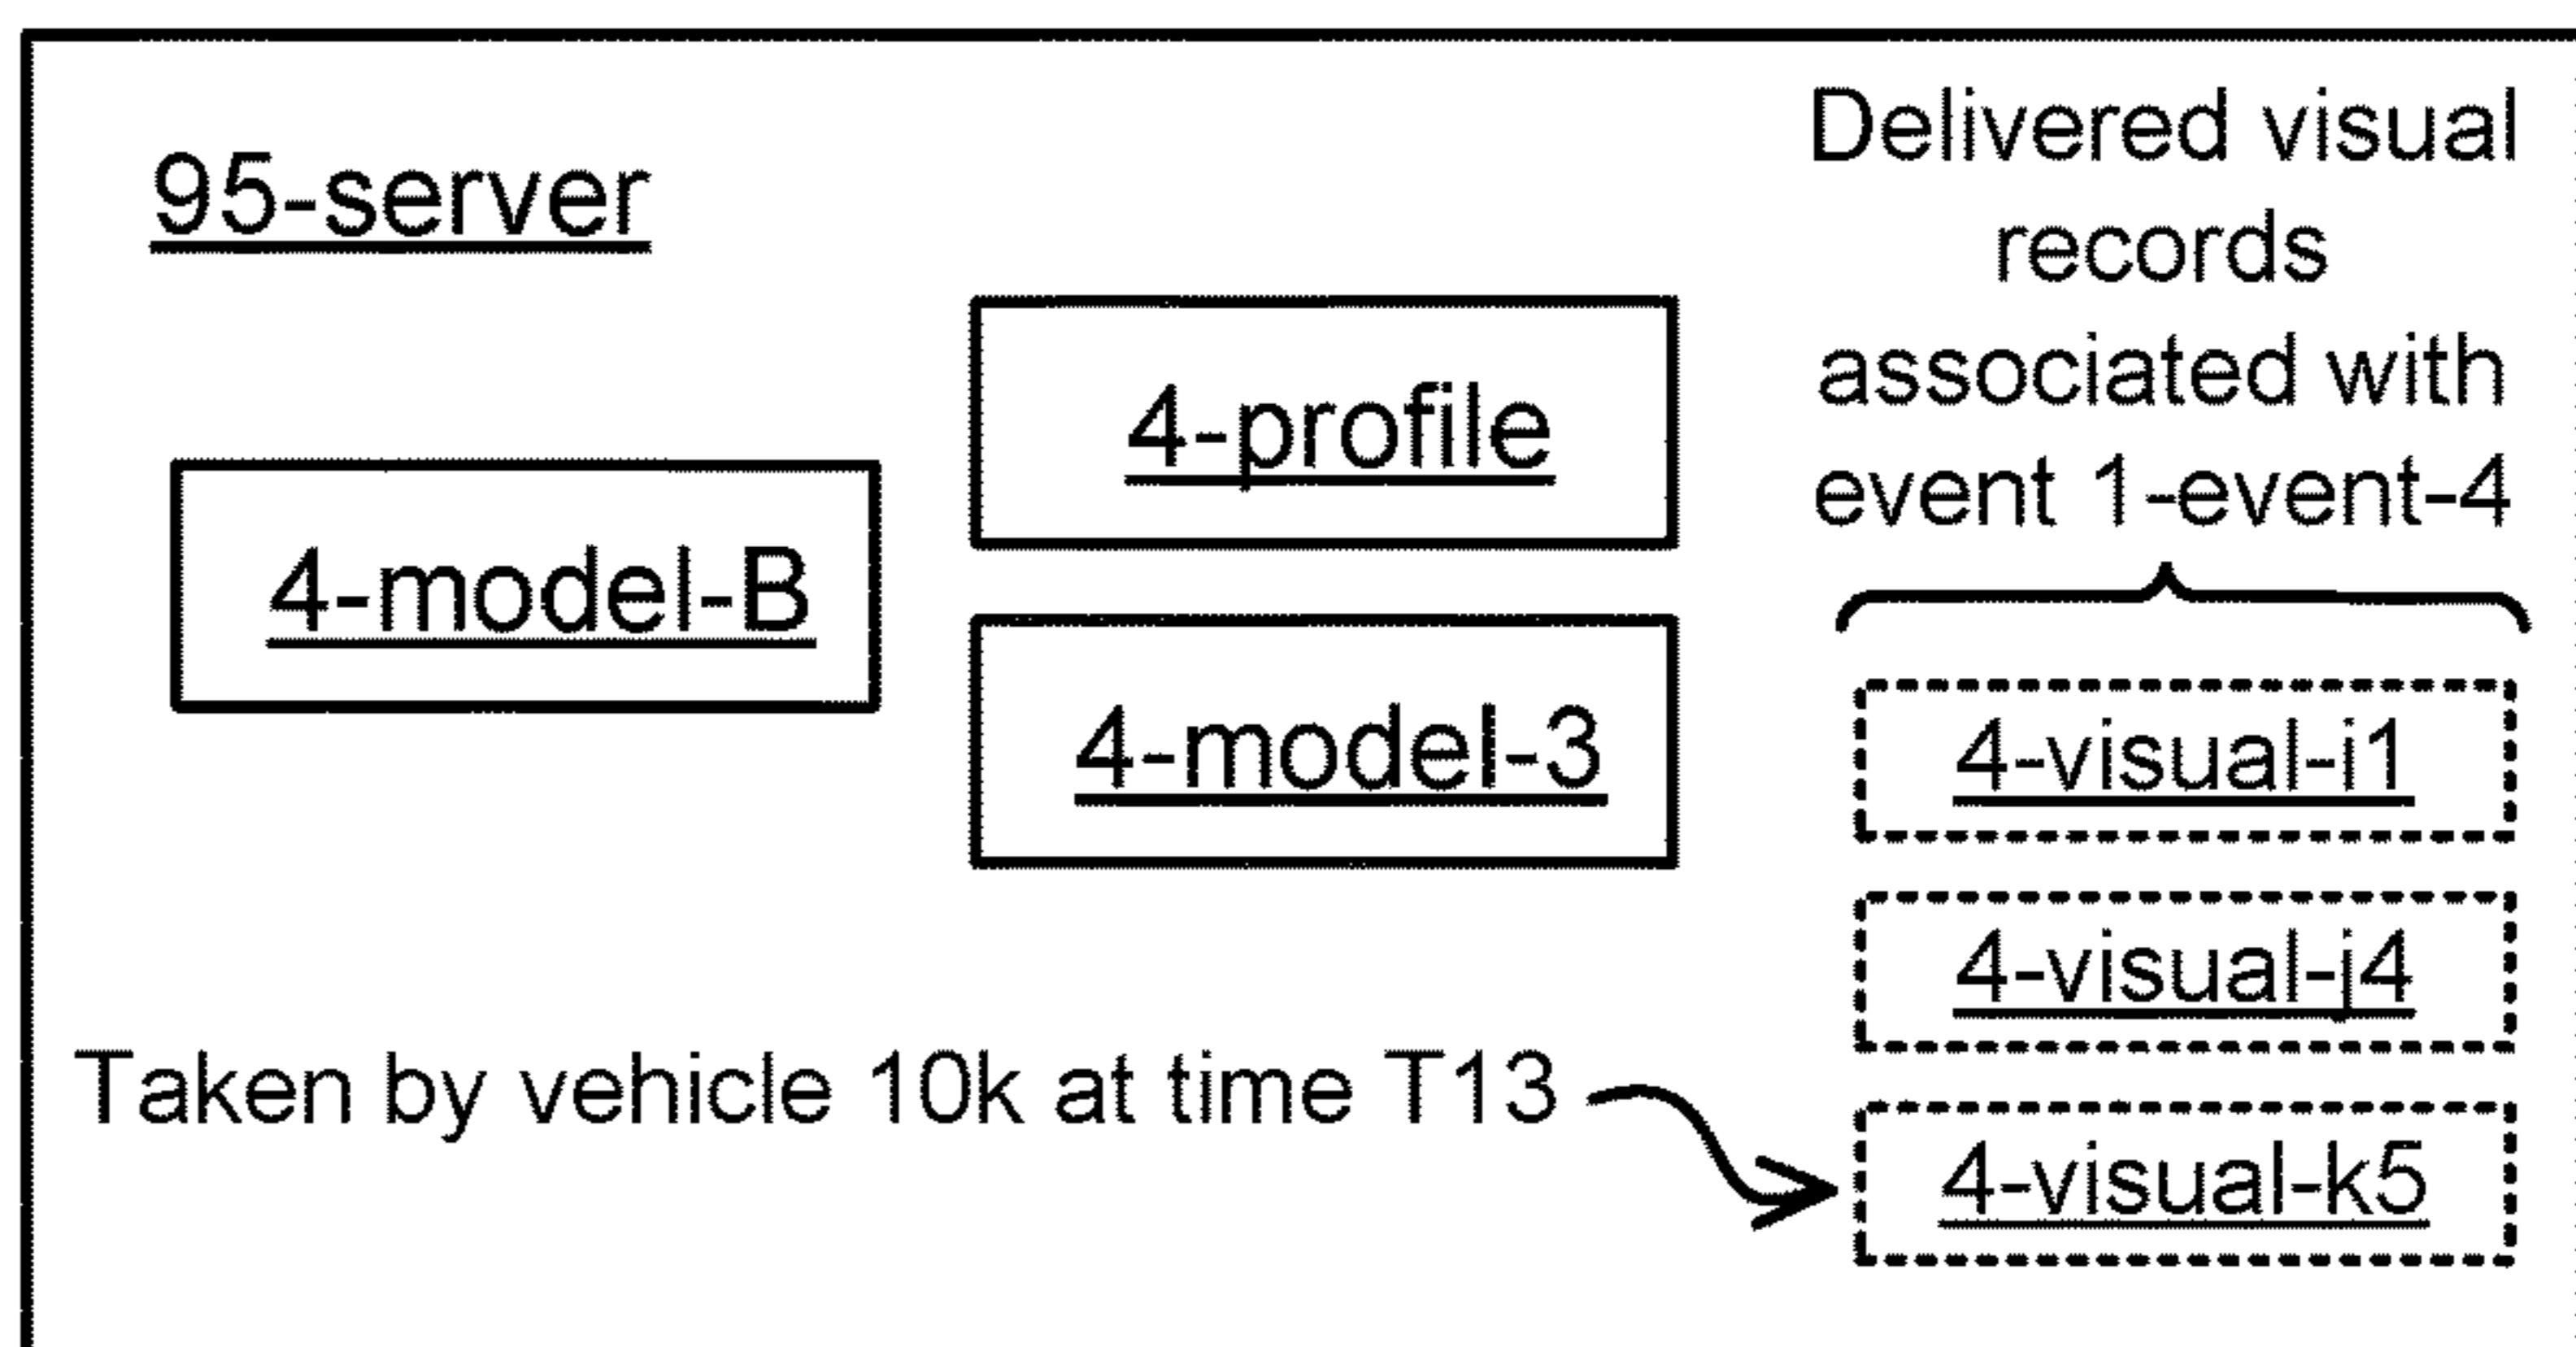 95-server
4-model-B
4-profile
4-model-3
Delivered visual
records
associated with
event 1-event-4
4-visual-i1
4-visual-j4
Taken by vehicle 10k at time T13
4-visual-k5